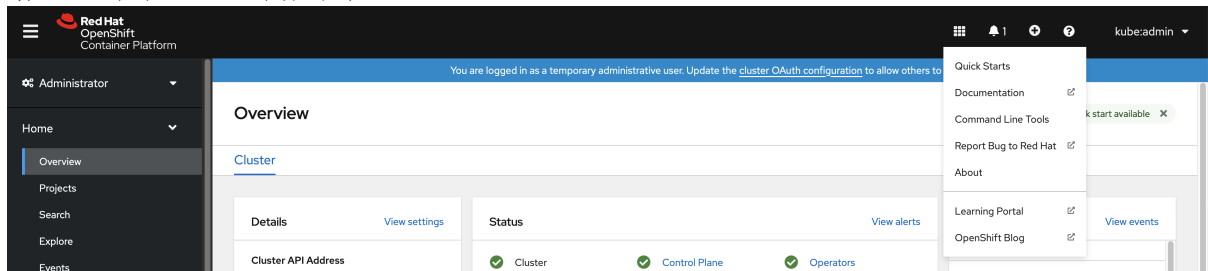 Red Hat
OpenShift
Container Platform
1
kube:admin
Administrator
Home
Overview
Projects
Search
Explore
Events
You are logged in as a temporary administrative user. Update the cluster OAuth configuration to allow others to
Overview
k start available
Cluster
Details
View settings
Cluster API Address
Status
View alerts
Cluster
Control Plane
Operators
View events
Quick Starts
Documentation
Command Line Tools
Report Bug to Red Hat
About
Learning Portal
OpenShift Blog